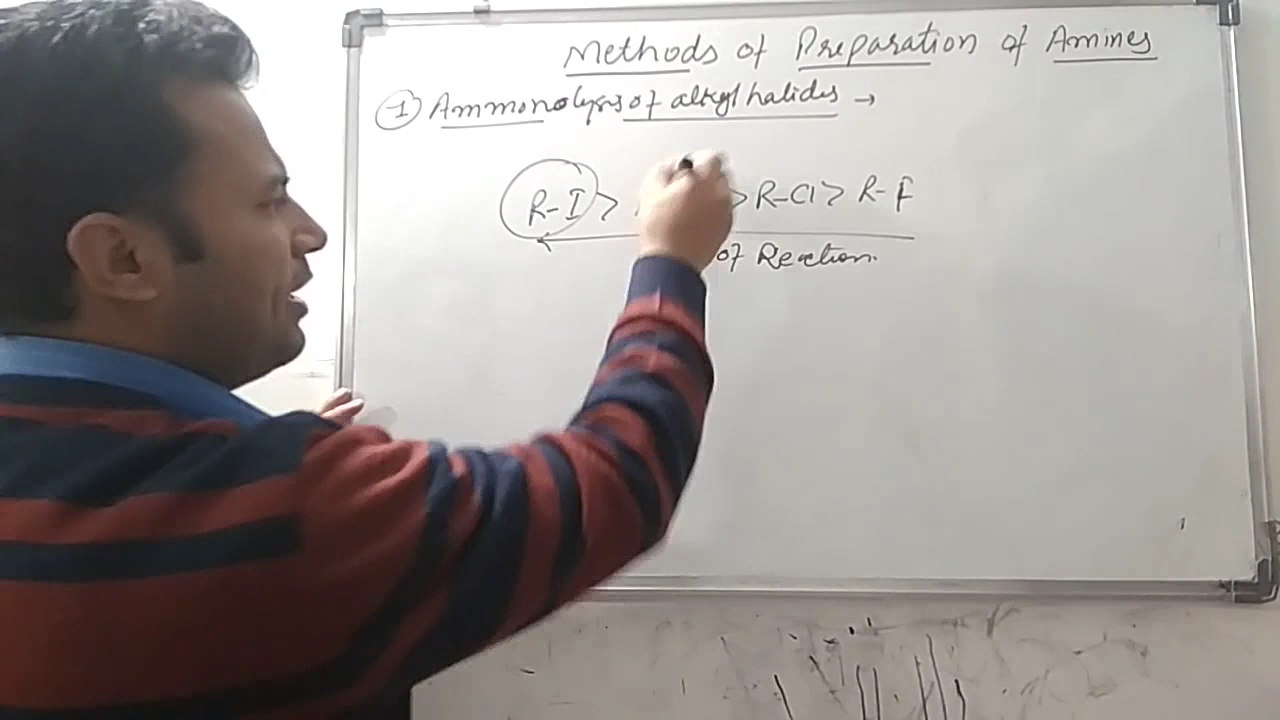 Methods of Preparation of Amines
① Ammonolysis of alkyl halides →
R-I > > R-Cl > R-F
of Reaction.